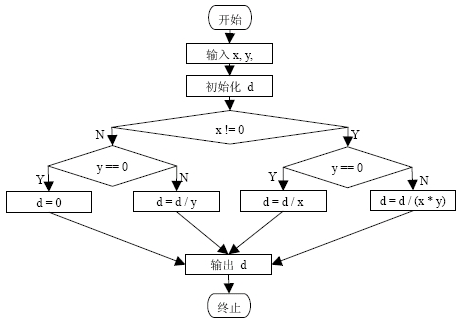 开始
输入 x, y,
初始化 d
x != 0
N
Y
y == 0
y == 0
Y
N
Y
N
d = 0
d = d / y
d = d / x
d = d / (x * y)
输出 d
终止